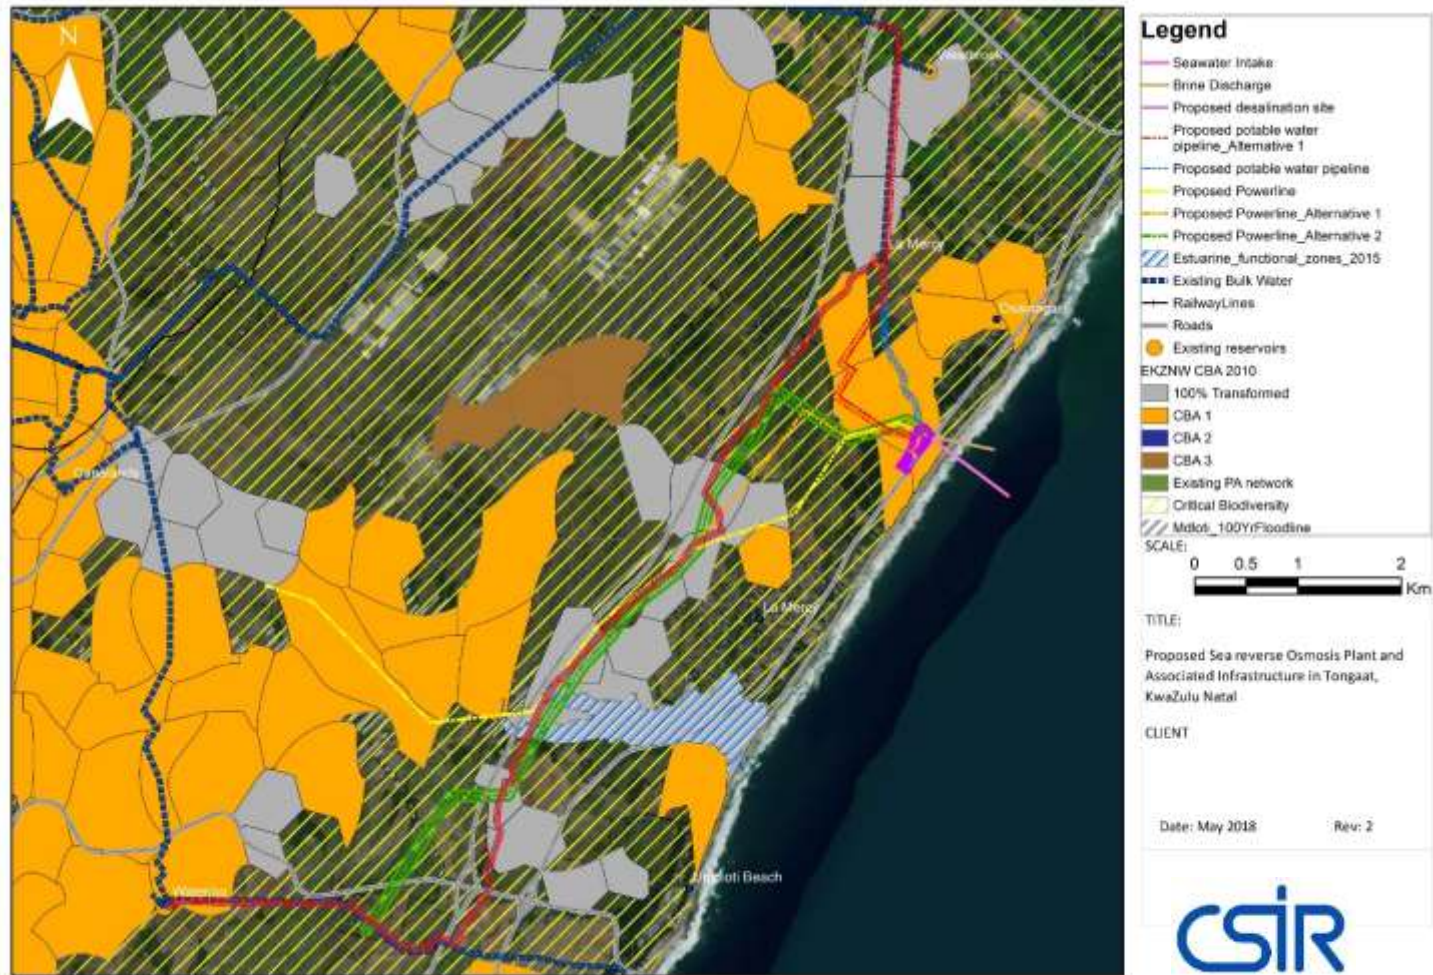 N
Westbrook
La Mercy
Desainager
Oaklands
La Mercy
Umdloti Beach
Waterloo
Legend
Seawater Intake
Brine Discharge
Proposed desalination site
Proposed potable water
pipeline_Alternative 1
Proposed potable water pipeline
Proposed Powerline
Proposed Powerline_Alternative 1
Proposed Powerline_Alternative 2
Estuarine_functional_zones_2015
Existing Bulk Water
RailwayLines
Roads
Existing reservoirs
EKZNW CBA 2010
100% Transformed
CBA 1
CBA 2
CBA 3
Existing PA network
Critical Biodiversity
Mdloti_100YrFloodline
SCALE:
0 0.5 1 2
Km
TITLE:
Proposed Sea reverse Osmosis Plant and
Associated Infrastructure in Tongaat,
KwaZulu Natal
CLIENT
Date: May 2018 Rev: 2
CSIR